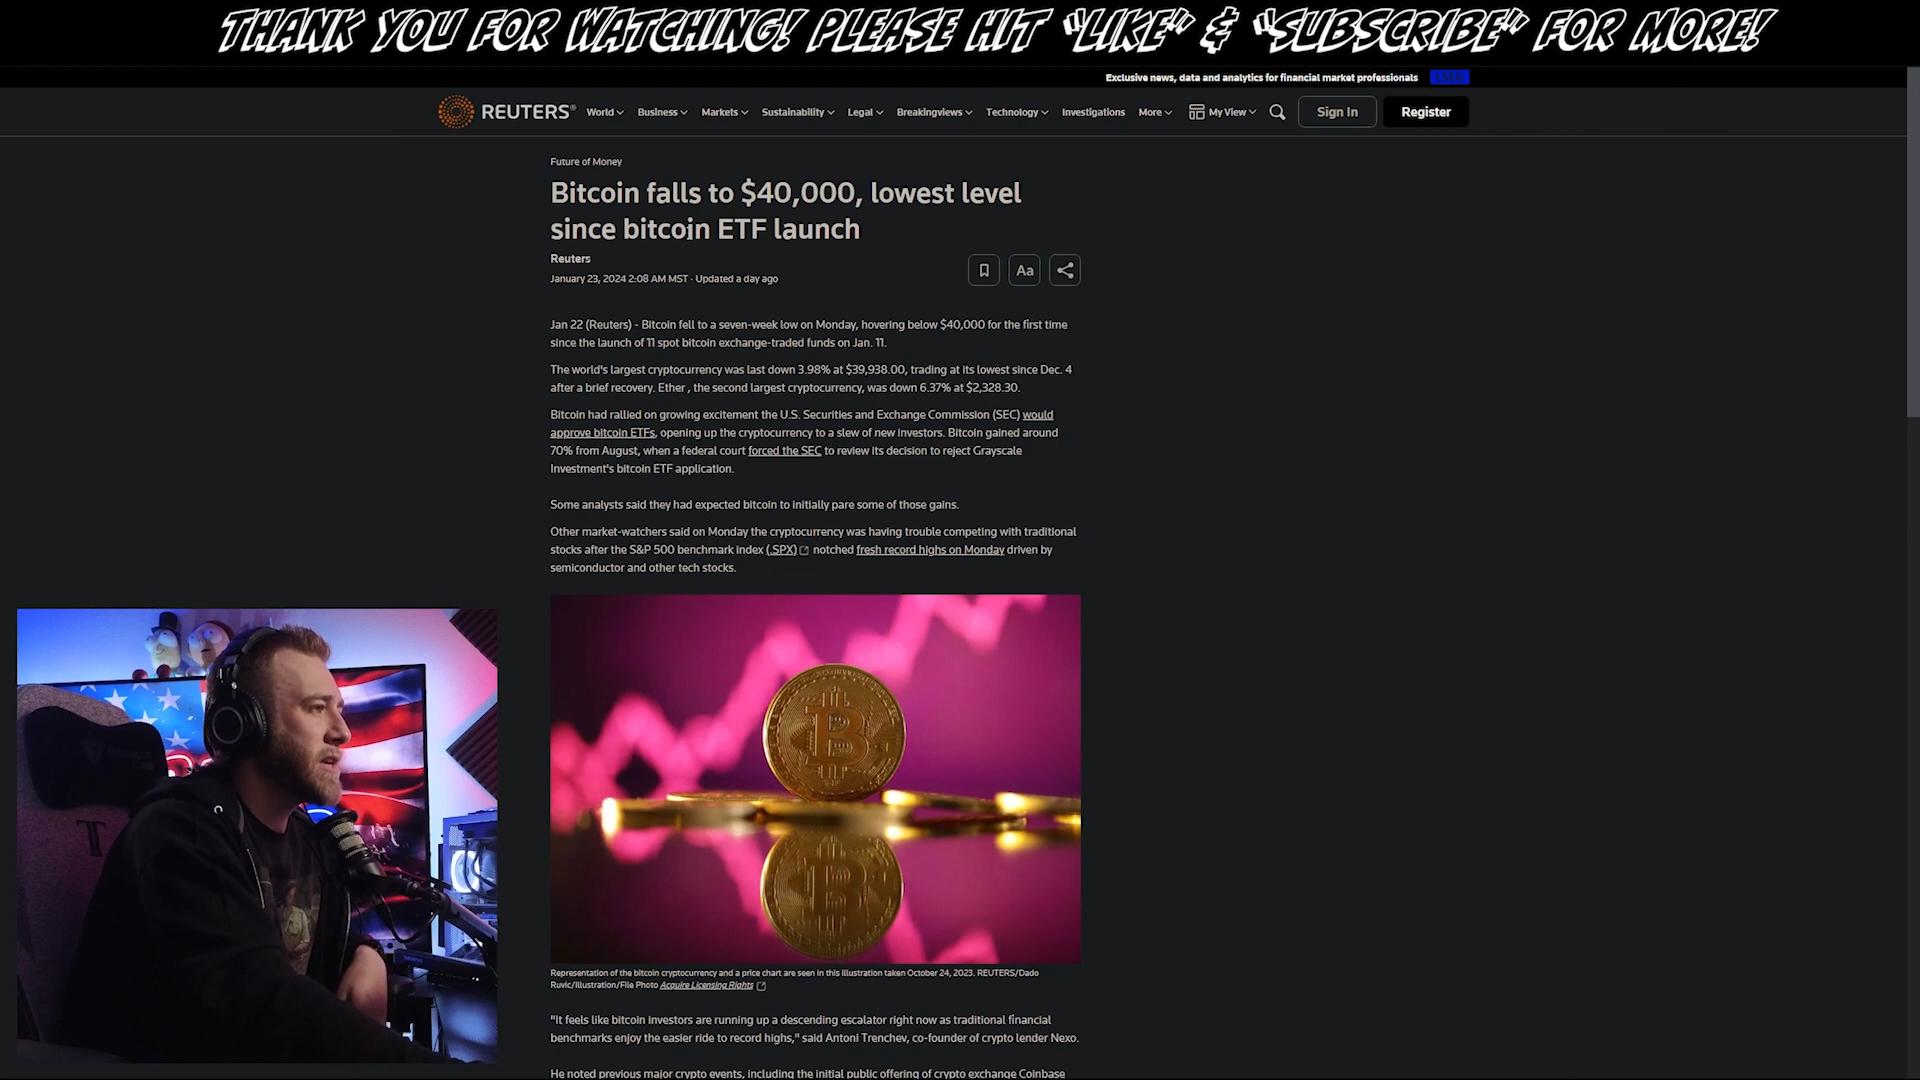 THANK YOU FOR WATCHING! PLEASE HIT "LIKE" & "SUBSCRIBE" FOR MORE!
Exclusive news, data and analytics for financial market professionals
REUTERS®
World Business Markets Sustainability Legal Breakingviews Technology Investigations More My View Sign In Register
Future of Money
Bitcoin falls to $40,000, lowest level
since bitcoin ETF launch
Reuters
January 23, 2024 2:08 AM MST · Updated a day ago
Aa
Jan 22 (Reuters) - Bitcoin fell to a seven-week low on Monday, hovering below $40,000 for the first time
since the launch of 11 spot bitcoin exchange-traded funds on Jan. 11.
The world's largest cryptocurrency was last down 3.98% at $39,938.00, trading at its lowest since Dec. 4
after a brief recovery. Ether , the second largest cryptocurrency, was down 6.37% at $2,328.30.
Bitcoin had rallied on growing excitement the U.S. Securities and Exchange Commission (SEC) would
approve bitcoin ETFs, opening up the cryptocurrency to a slew of new investors. Bitcoin gained around
70% from August, when a federal court forced the SEC to review its decision to reject Grayscale
Investment's bitcoin ETF application.
Some analysts said they had expected bitcoin to initially pare some of those gains.
Other market-watchers said on Monday the cryptocurrency was having trouble competing with traditional
stocks after the S&P 500 benchmark index (.SPX) notched fresh record highs on Monday driven by
semiconductor and other tech stocks.
Representation of the bitcoin cryptocurrency and a price chart are seen in this illustration taken October 24, 2023. REUTERS/Dado
Ruvic/Illustration/File Photo Acquire Licensing Rights
"It feels like bitcoin investors are running up a descending escalator right now as traditional financial
benchmarks enjoy the easier ride to record highs," said Antoni Trenchev, co-founder of crypto lender Nexo.
He noted previous major crypto events, including the initial public offering of crypto exchange Coinbase